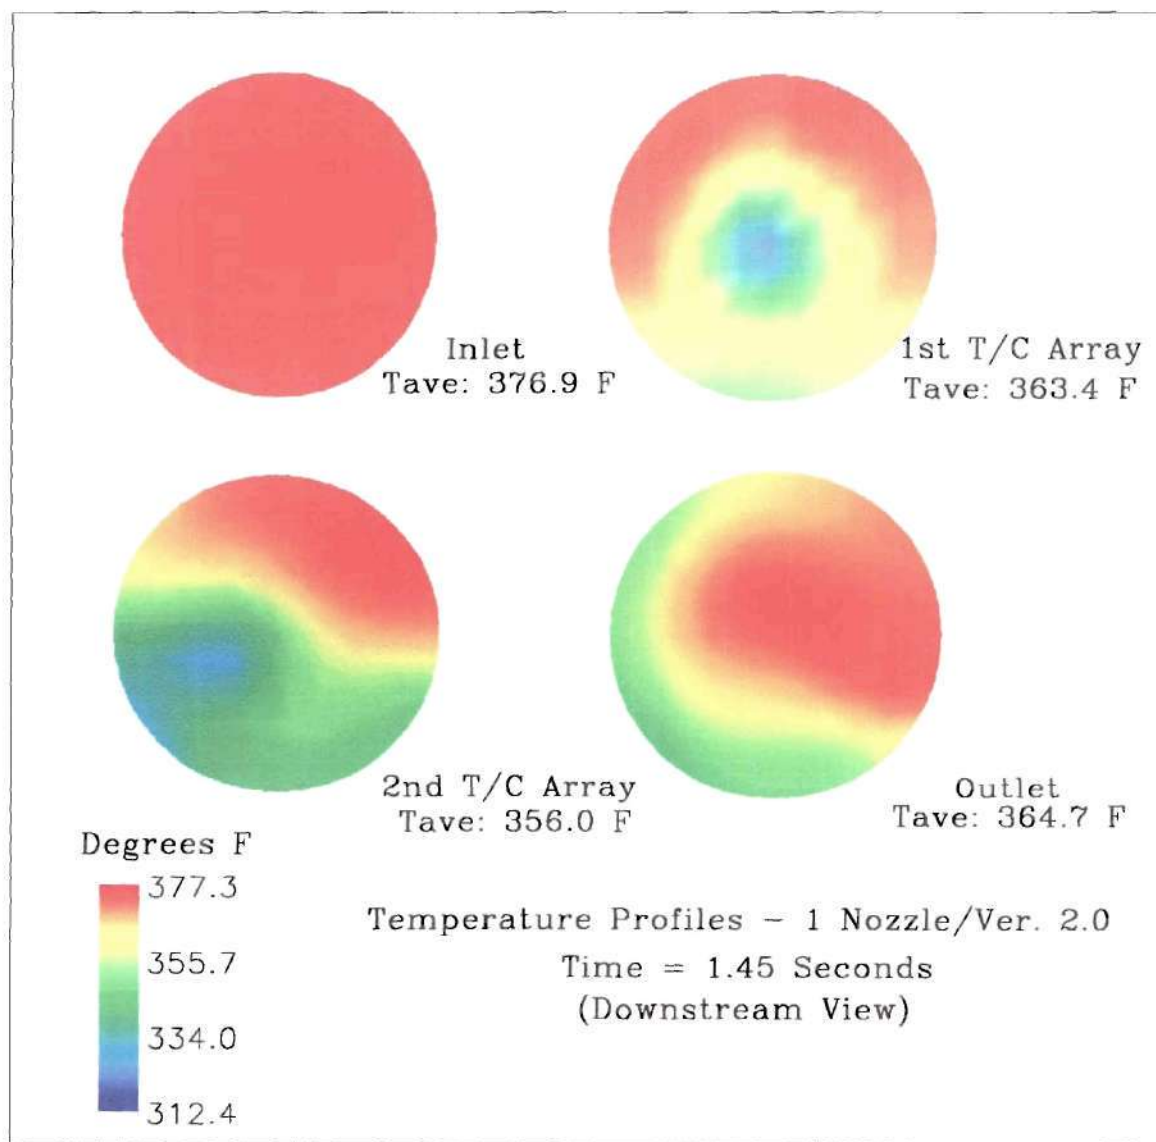 Inlet
Tave: 376.9 F
1st T/C Array
Tave: 363.4 F
2nd T/C Array
Tave: 356.0 F
Outlet
Tave: 364.7 F
Degrees F
377.3
355.7
334.0
312.4
Temperature Profiles - 1 Nozzle/Ver. 2.0
Time = 1.45 Seconds
(Downstream View)